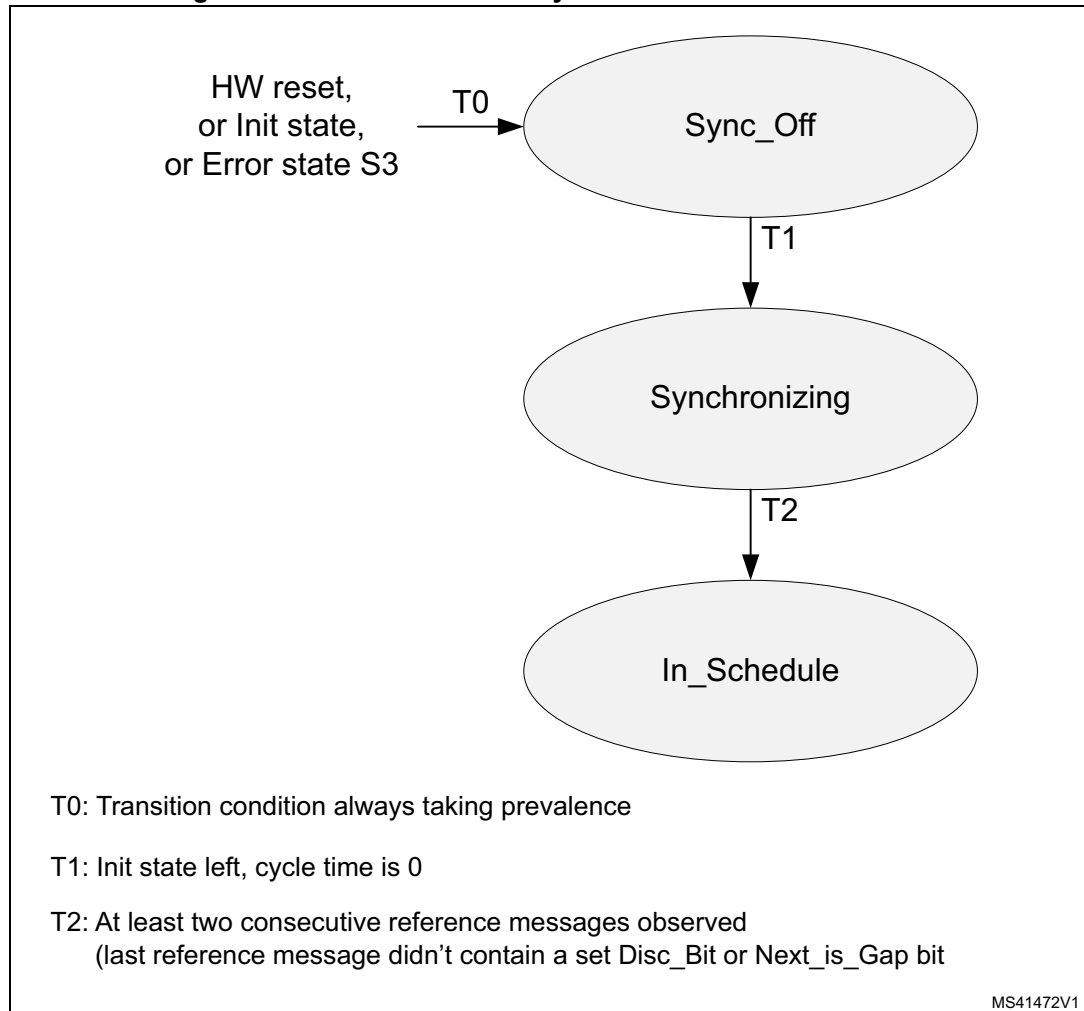 HW reset,
or Init state,
or Error state S3
T0
Sync_Off
T1
Synchronizing
T2
In_Schedule
T0: Transition condition always taking prevalence
T1: Init state left, cycle time is 0
T2: At least two consecutive reference messages observed
(last reference message didn’t contain a set Disc_Bit or Next_is_Gap bit
MS41472V1